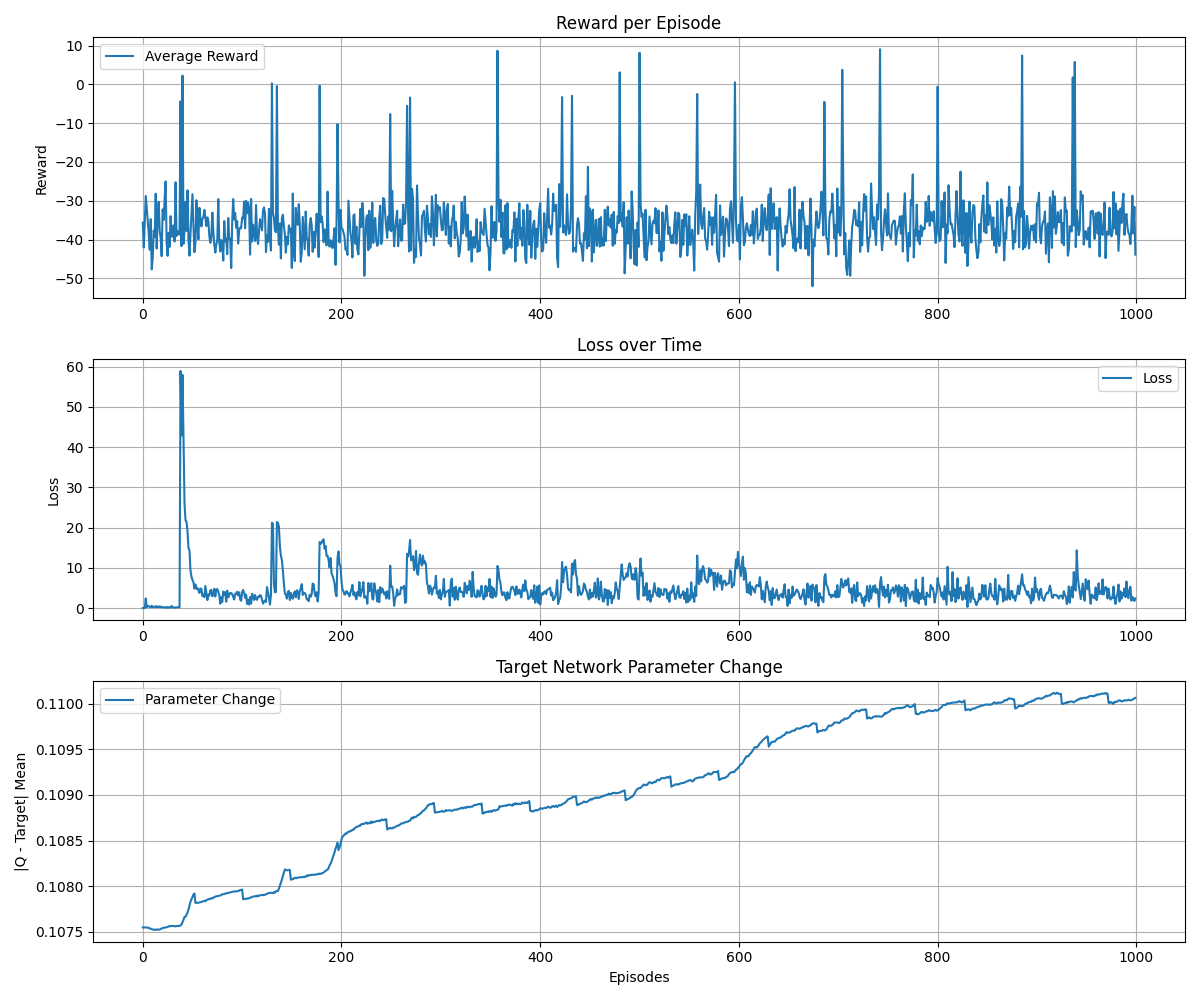 Reward per Episode
Average Reward
Reward
10
0
−10
−20
−30
−40
−50
0 200 400 600 800 1000
Loss over Time
Loss
Loss
60
50
40
30
20
10
0
0 200 400 600 800 1000
Target Network Parameter Change
Parameter Change
|Q - Target| Mean
0.1100
0.1095
0.1090
0.1085
0.1080
0.1075
0 200 400 600 800 1000
Episodes